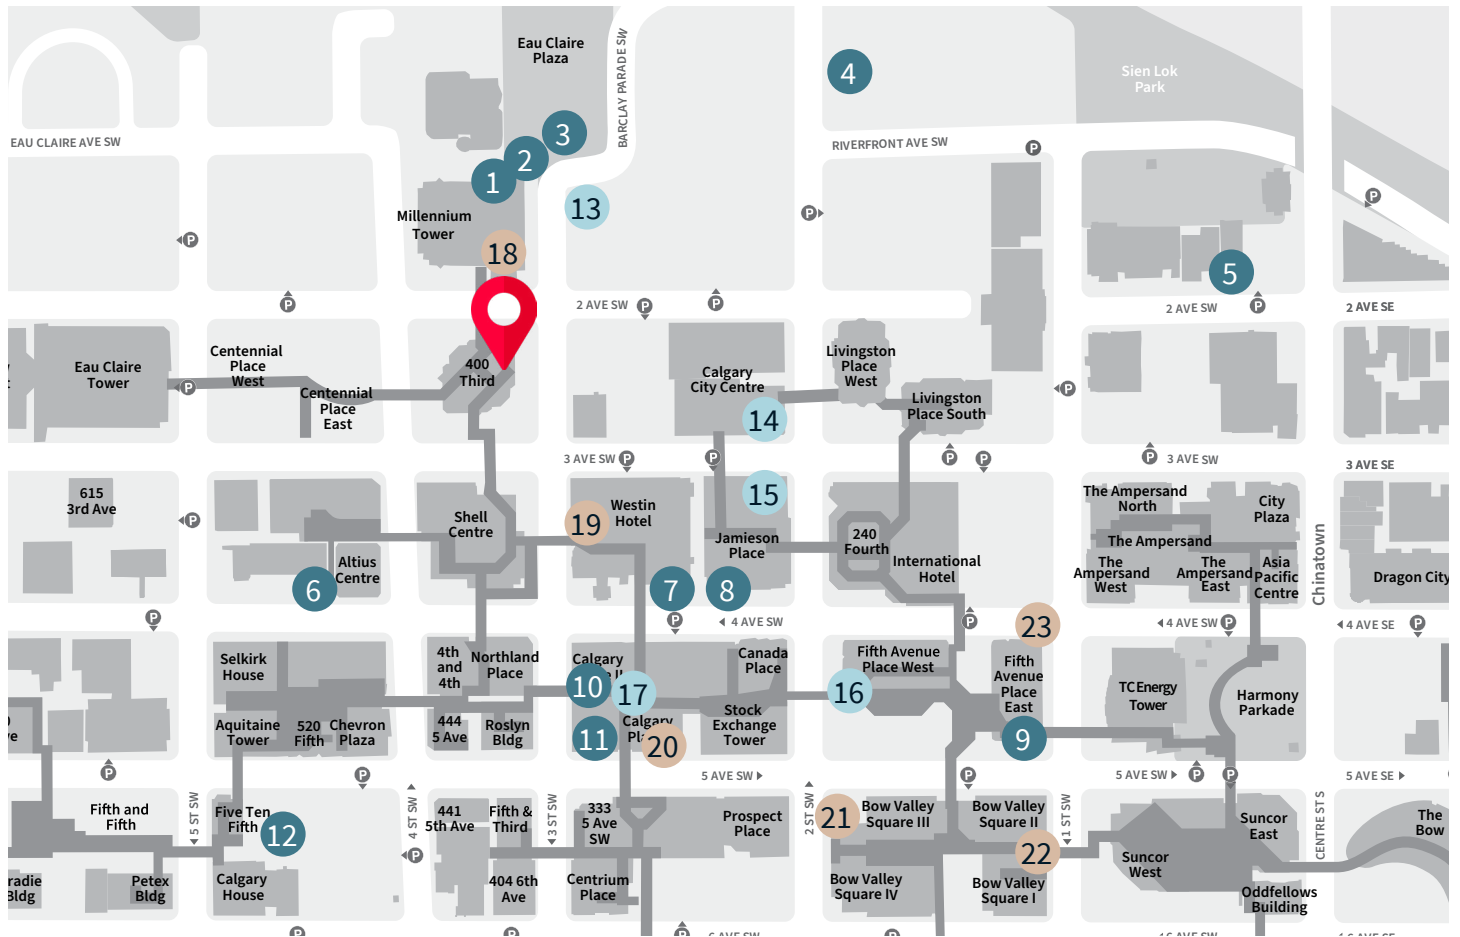 Eau Claire
Plaza
BARCLAY PARADE SW
4
Sien Lok
Park
EAU CLAIRE AVE SW
3
2
1
RIVERFRONT AVE SW
P
Millennium
Tower
13
P
P
P
18
5
P
P
P
P
2 AVE SW
2 AVE SW
2 AVE SE
Eau Claire
Tower
Centennial
Place
West
P
Centennial
Place
East
400
Third
Calgary
City Centre
14
Livingston
Place
West
Livingston
Place South
P
3 AVE SW
P
P
P
P
P
3 AVE SW
3 AVE SE
615
3rd Ave
P
Shell
Centre
19
Westin
Hotel
15
Jamieson
Place
240
Fourth
International
Hotel
The Ampersand
North
City
Plaza
The Ampersand
The
Ampersand
West
The
Ampersand
East
Asia
Pacific
Centre
Chinatown
Dragon City
Altius
Centre
6
7
8
P
P
4 AVE SW
P
23
4 AVE SW
P
4 AVE SE
P
Selkirk
House
4th
and
4th
Northland
Place
Calgary
10
17
Canada
Place
Fifth Avenue
Place West
16
Fifth
Avenue
Place
East
9
TC Energy
Tower
Harmony
Parkade
Aquitaine
Tower
520
Fifth
Chevron
Plaza
444
5 Ave
Roslyn
Bldg
11
Calgary
20
Stock
Exchange
Tower
P
P
5 AVE SW
P
5 AVE SW
P
P
5 AVE SE
Fifth and
Fifth
5 ST SW
Five Ten
Fifth
12
4 ST SW
P
441
5th Ave
Fifth &
Third
3 ST SW
333
5 Ave
SW
Prospect
Place
2 ST SW
21
Bow Valley
Square III
Bow Valley
Square II
22
1 ST SW
Suncor
East
CENTRE ST S
The
Bow
Suncor
West
Petex
Bldg
Calgary
House
404 6th
Ave
Centrium
Place
Bow Valley
Square IV
Bow Valley
Square I
Oddfellows
Building
Bldg
P
P
P
P